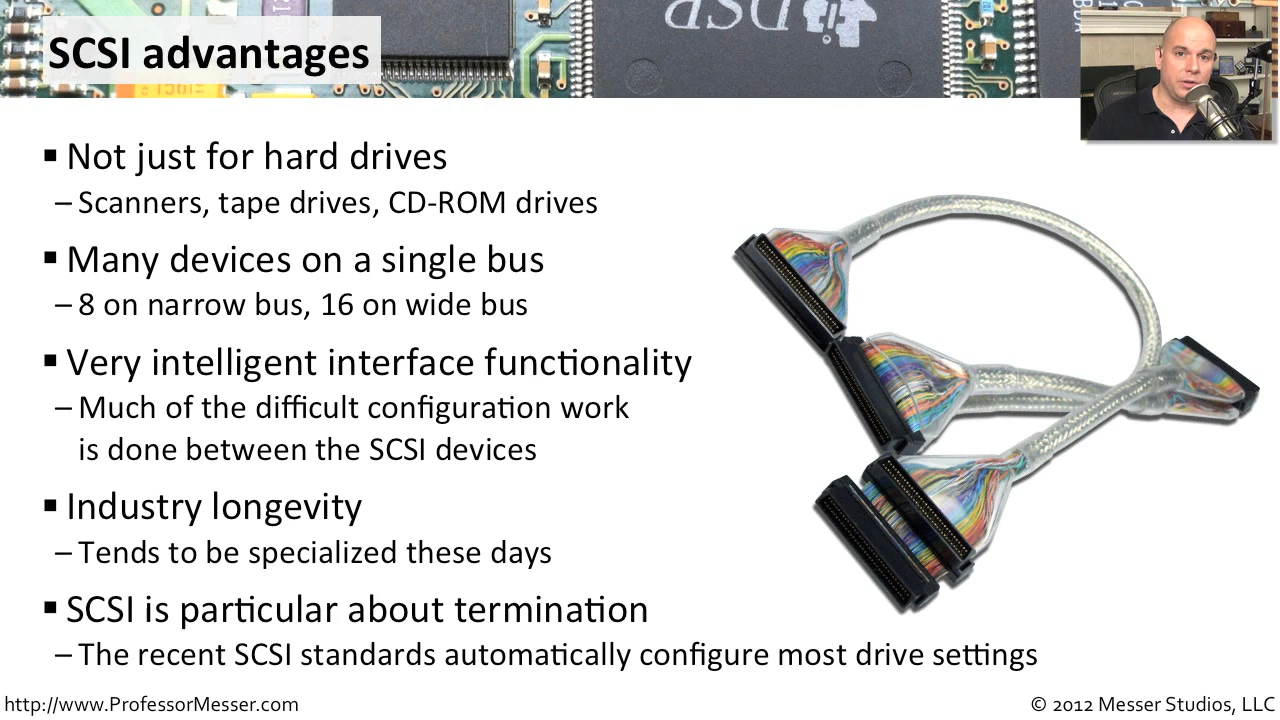 SCSI advantages
DSP
▪ Not just for hard drives
– Scanners, tape drives, CD-ROM drives
▪ Many devices on a single bus
– 8 on narrow bus, 16 on wide bus
▪ Very intelligent interface functionality
– Much of the difficult configuration work
is done between the SCSI devices
▪ Industry longevity
– Tends to be specialized these days
▪ SCSI is particular about termination
– The recent SCSI standards automatically configure most drive settings
http://www.ProfessorMesser.com
© 2012 Messer Studios, LLC